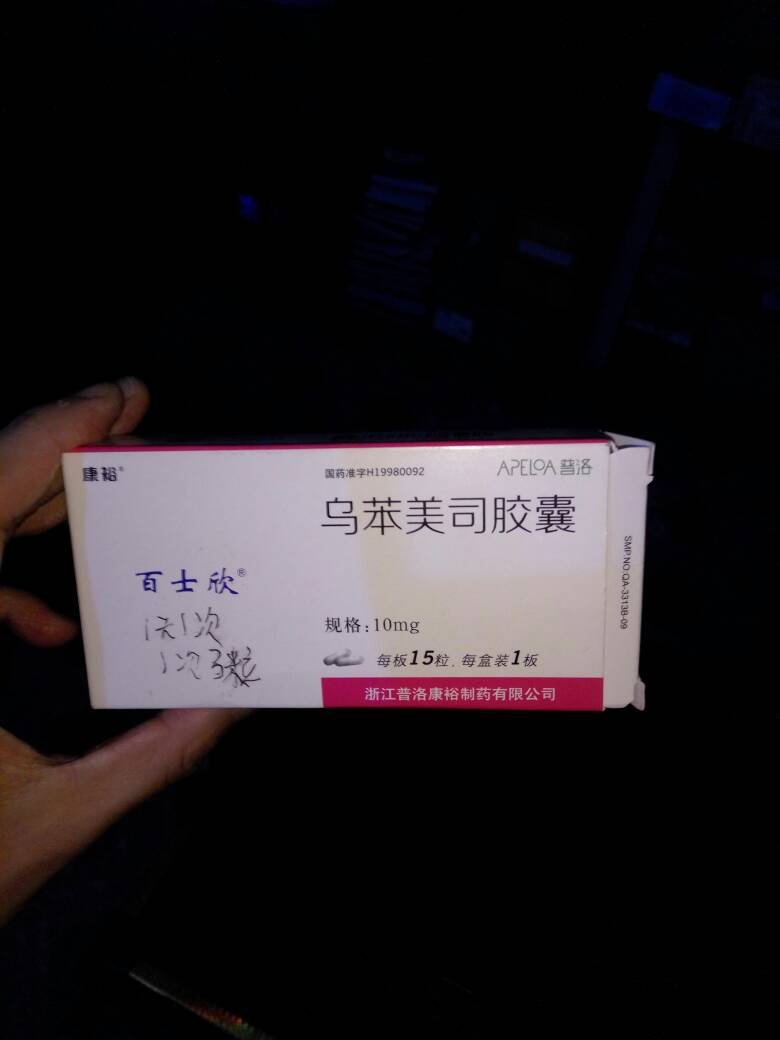 康裕®
国药准字H19980092
APELOA 普洛
乌苯美司胶囊
百士欣®
1天1次
1次3粒
规格：10mg
每板15粒，每盒装1板
浙江普洛康裕制药有限公司
SMP.NO:QA-3313B-09